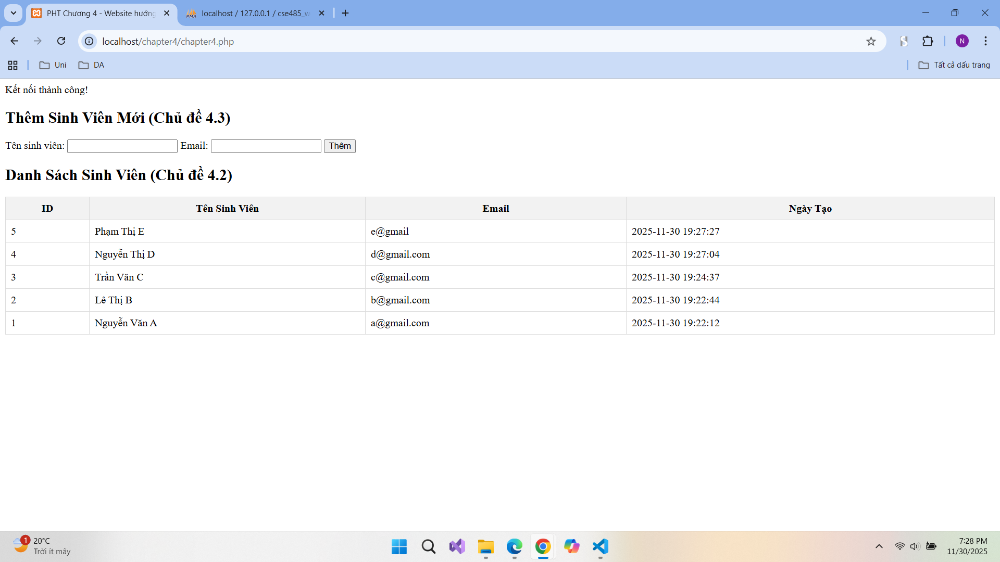 PHT Chương 4 - Website hướng
localhost / 127.0.0.1 / cse485_w
localhost/chapter4/chapter4.php
N
Uni
DA
Tất cả dấu trang
Kết nối thành công!
Thêm Sinh Viên Mới (Chủ đề 4.3)
Tên sinh viên: Email: Thêm
Danh Sách Sinh Viên (Chủ đề 4.2)
ID Tên Sinh Viên Email Ngày Tạo
5 Phạm Thị E e@gmail 2025-11-30 19:27:27
4 Nguyễn Thị D d@gmail.com 2025-11-30 19:27:04
3 Trần Văn C c@gmail.com 2025-11-30 19:24:37
2 Lê Thị B b@gmail.com 2025-11-30 19:22:44
1 Nguyễn Văn A a@gmail.com 2025-11-30 19:22:12
1
20°C
Trời ít mây
7:28 PM
11/30/2025